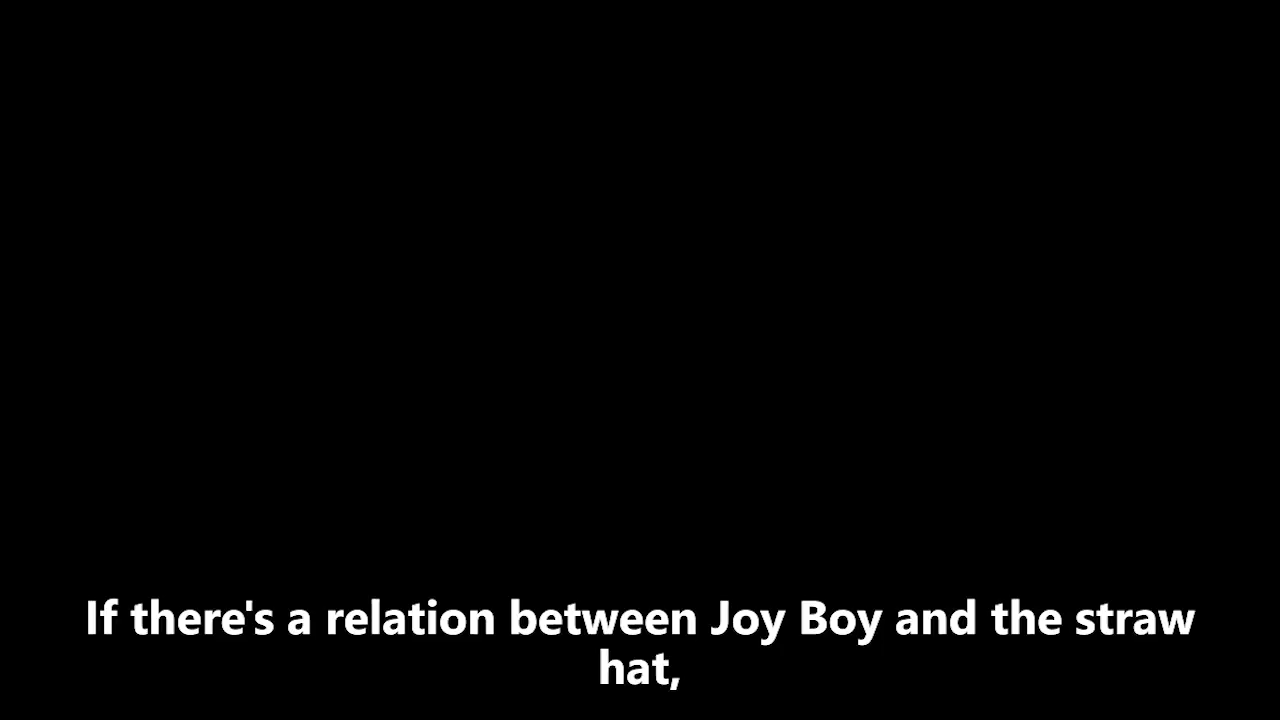 If there's a relation between Joy Boy and the straw
hat,